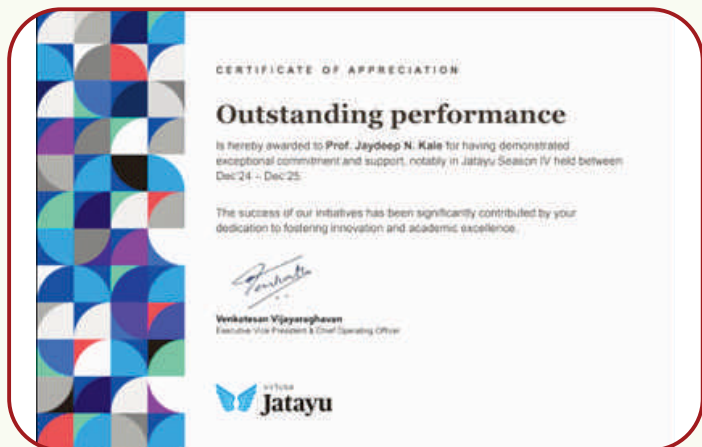 CERTIFICATE OF APPRECIATION
Outstanding performance
Is hereby awarded to Prof. Jaydeep N. Kale for having demonstrated
exceptional commitment and support, notably in Jatayu Season IV held between
Dec'24 – Dec'25.
The success of our initiatives has been significantly contributed by your
dedication to fostering innovation and academic excellence.
Venkatesan Vijayaraghavan
Executive Vice President & Chief Operating Officer
Jatayu